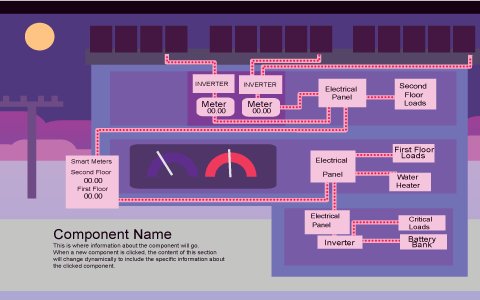 INVERTER
INVERTER
Meter
00.00
Meter
00.00
Electrical
Panel
Second
Floor
Loads
Smart Meters
Second Floor
00.00
First Floor
00.00
Electrical
Panel
First Floor
Loads
Water
Heater
Electrical
Panel
Inverter
Critical
Loads
Battery
Bank
Component Name
This is where information about the component will go.
When a new component is clicked, the content of this section
will change dynamically to include the specific information about
the clicked component.